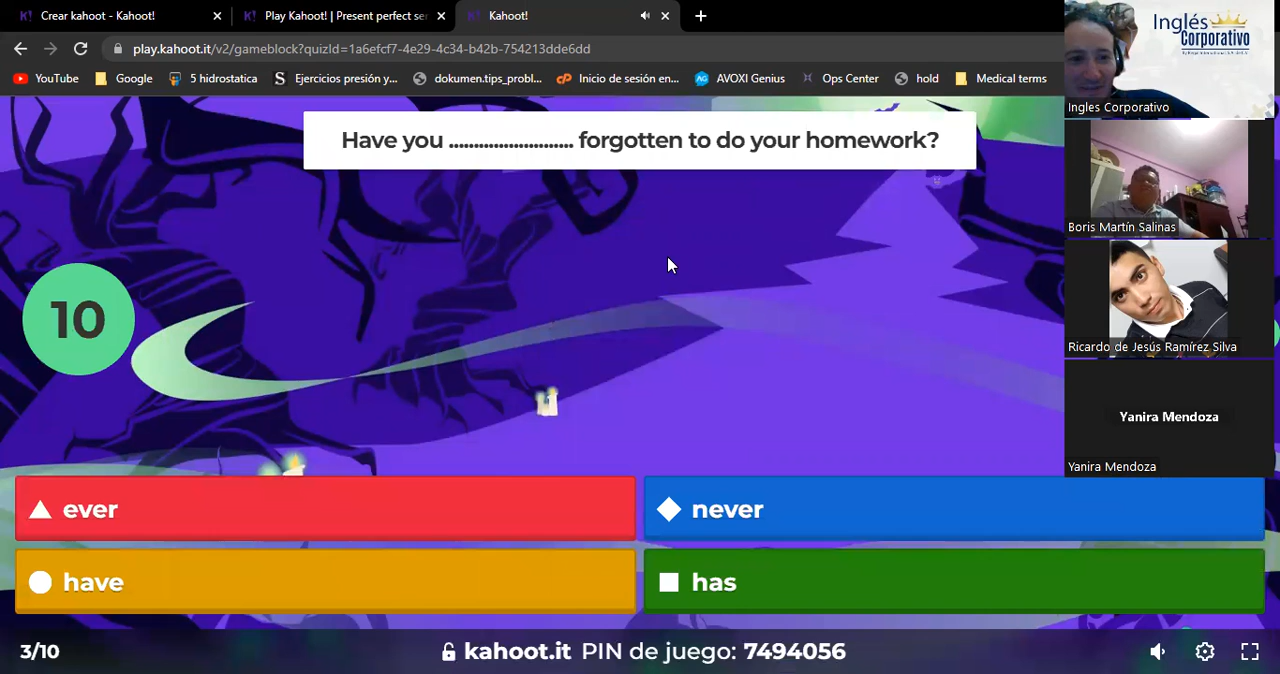 Crear kahoot - Kahoot!
Play Kahoot! | Present perfect ser
Kahoot!
play.kahoot.it/v2/gameblock?quizId=1a6efcf7-4e29-4c34-b42b-754213dde6dd
YouTube
Google
5 hidrostatica
Ejercicios presión y...
dokumen.tips_probl...
Inicio de sesión en...
AVOXI Genius
Ops Center
hold
Medical terms
Inglés
Corporativo
Ingles Corporativo
Have you ......................... forgotten to do your homework?
Boris Martín Salinas
10
Ricardo de Jesús Ramírez Silva
Yanira Mendoza
Yanira Mendoza
ever
never
have
has
3/10
kahoot.it PIN de juego: 7494056